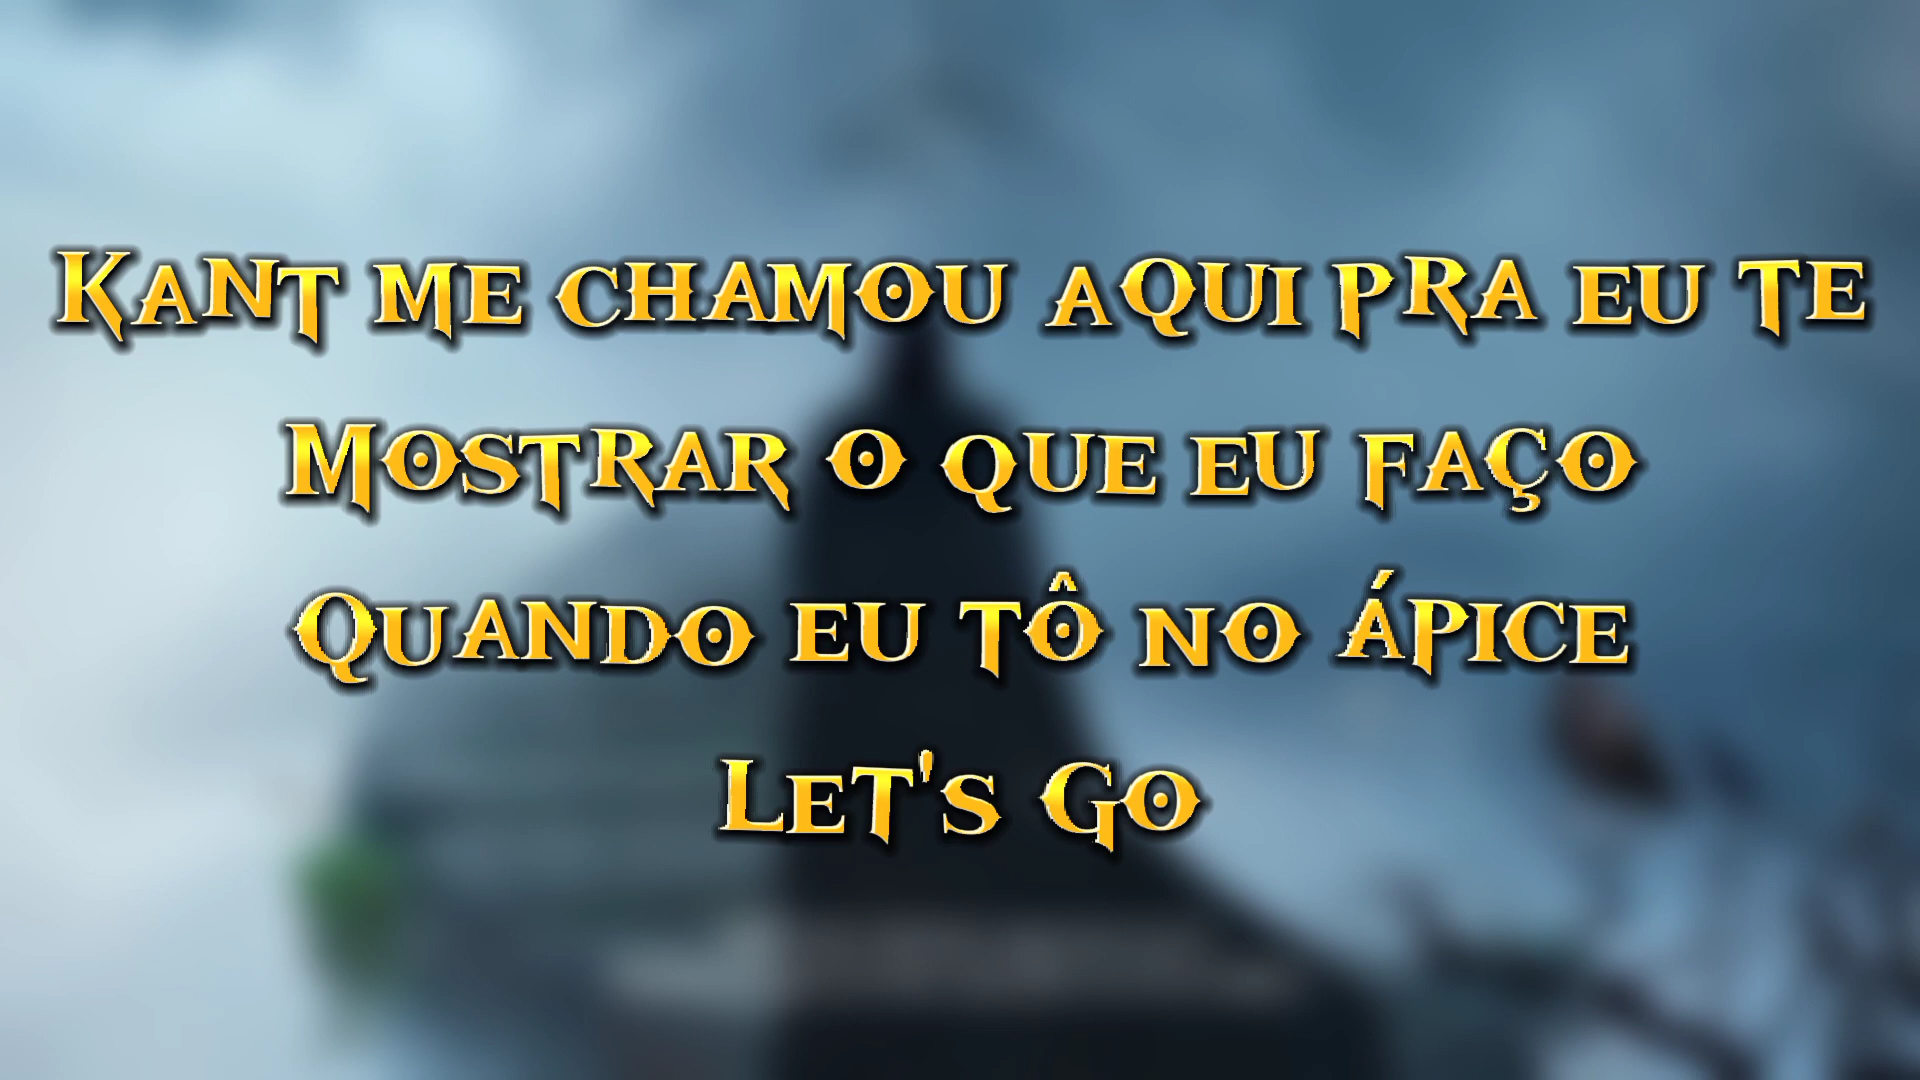 Kant me chamou aqui pra eu te
Mostrar o que eu faço
Quando eu tô no ápice
Let's Go